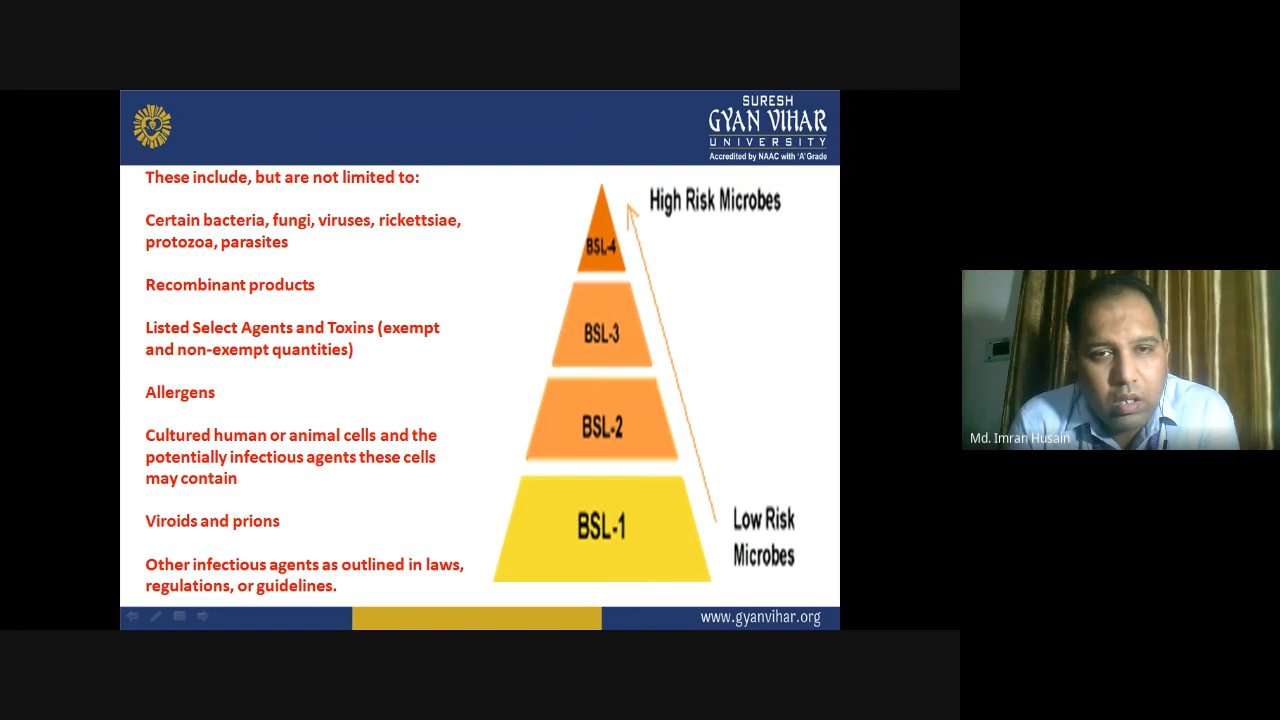 SURESH
GYAN VIHAR
UNIVERSITY
Accredited by NAAC with 'A' Grade
These include, but are not limited to:
Certain bacteria, fungi, viruses, rickettsiae,
protozoa, parasites
Recombinant products
Listed Select Agents and Toxins (exempt
and non-exempt quantities)
Allergens
Cultured human or animal cells and the
potentially infectious agents these cells
may contain
Viroids and prions
Other infectious agents as outlined in laws,
regulations, or guidelines.
High Risk Microbes
BSL-4
BSL-3
BSL-2
BSL-1
Low Risk
Microbes
www.gyanvihar.org
Md. Imran Husain